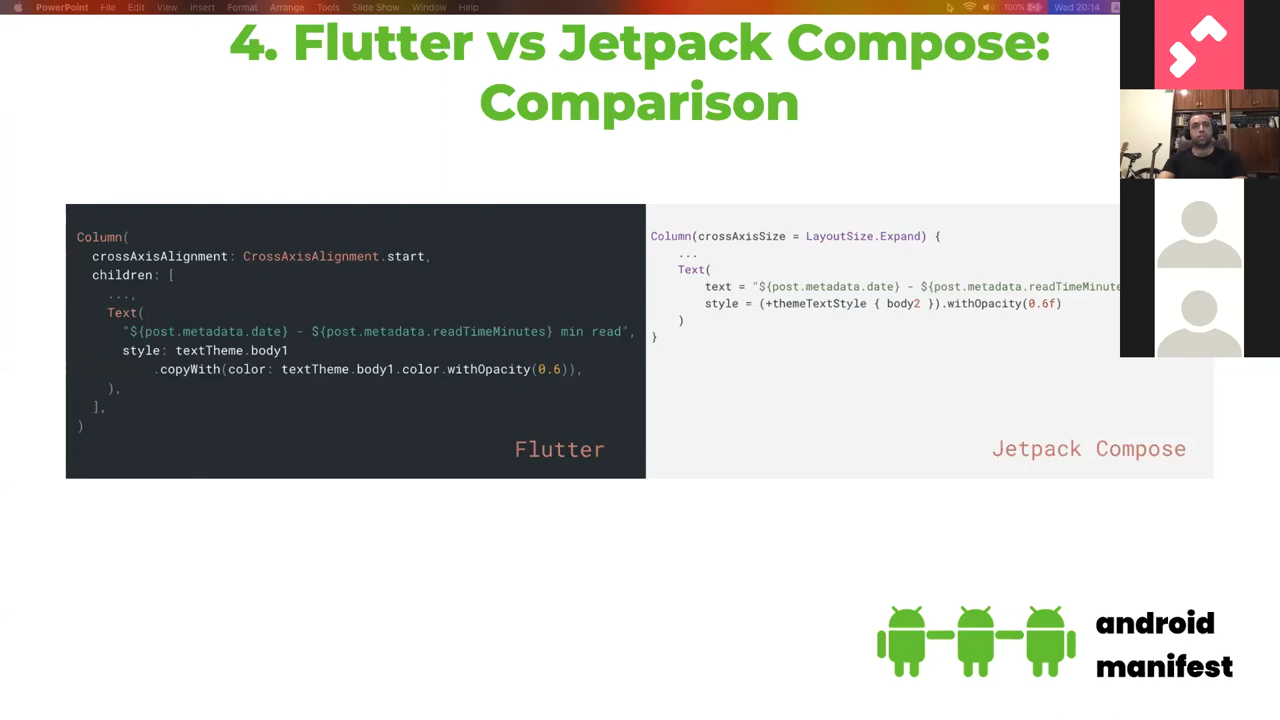 PowerPoint File Edit View Insert Format Arrange Tools Slide Show Window Help 100% Wed 20:14
4. Flutter vs Jetpack Compose:
Comparison
Column(
crossAxisAlignment: CrossAxisAlignment.start,
children: [
...,
Text(
"${post.metadata.date} - ${post.metadata.readTimeMinutes} min read",
style: textTheme.body1
.copyWith(color: textTheme.body1.color.withOpacity(0.6)),
),
],
)
Flutter
Column(crossAxisSize = LayoutSize.Expand) {
...
Text(
text = "${post.metadata.date} - ${post.metadata.readTimeMinute
style = (+themeTextStyle { body2 }).withOpacity(0.6f)
)
}
Jetpack Compose
android
manifest